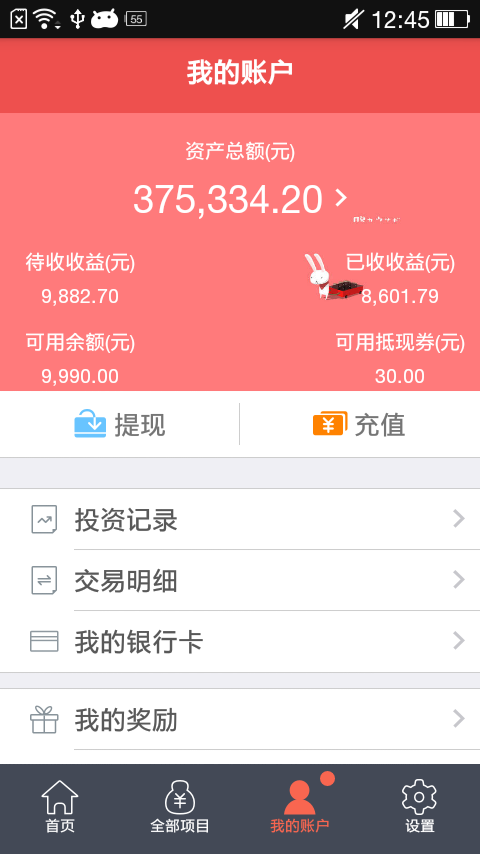 55
12:45
我的账户
资产总额(元)
375,334.20
待收收益(元)
已收收益(元)
9,882.70
8,601.79
可用余额(元)
可用抵现券(元)
9,990.00
30.00
提现
充值
投资记录
交易明细
我的银行卡
我的奖励
首页
全部项目
我的账户
设置